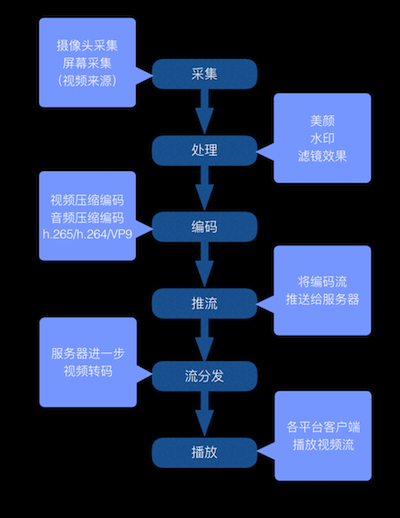 摄像头采集
屏幕采集
（视频来源）
采集
美颜
水印
滤镜效果
处理
视频压缩编码
音频压缩编码
h.265/h.264/VP9
编码
将编码流
推送给服务器
推流
服务器进一步
视频转码
流分发
各平台客户端
播放视频流
播放